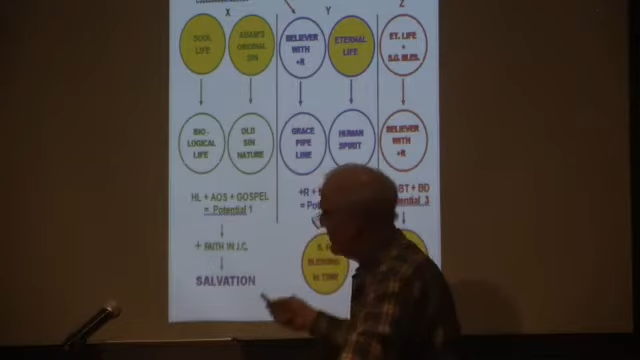 X
Y
Z
SOUL
LIFE
ADAM'S
ORIGINAL
SIN
BELIEVER
WITH
+R
ETERNAL
LIFE
ET. LIFE
+
S.G. BLES.
BIO-
LOGICAL
LIFE
OLD
SIN
NATURE
GRACE
PIPE
LINE
HUMAN
SPIRIT
BELIEVER
WITH
+R
HL + AOS + GOSPEL
= Potential 1
+R +
BT + BD
Potential 3
+ FAITH IN J.C.
SALVATION
BLESSING
in TIME